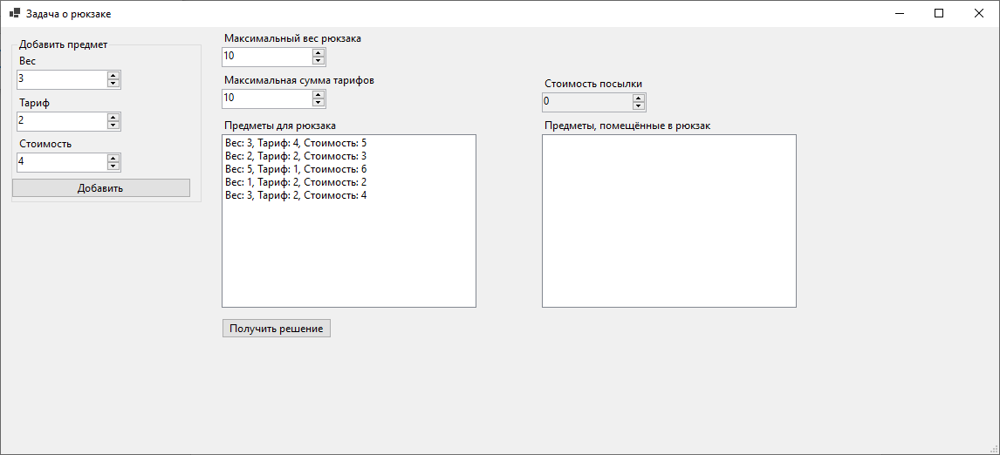 Задача о рюкзаке
Добавить предмет
Вес
3
Тариф
2
Стоимость
4
Добавить
Максимальный вес рюкзака
10
Максимальная сумма тарифов
10
Предметы для рюкзака
Вес: 3, Тариф: 4, Стоимость: 5
Вес: 2, Тариф: 2, Стоимость: 3
Вес: 5, Тариф: 1, Стоимость: 6
Вес: 1, Тариф: 2, Стоимость: 2
Вес: 3, Тариф: 2, Стоимость: 4
Получить решение
Стоимость посылки
0
Предметы, помещённые в рюкзак